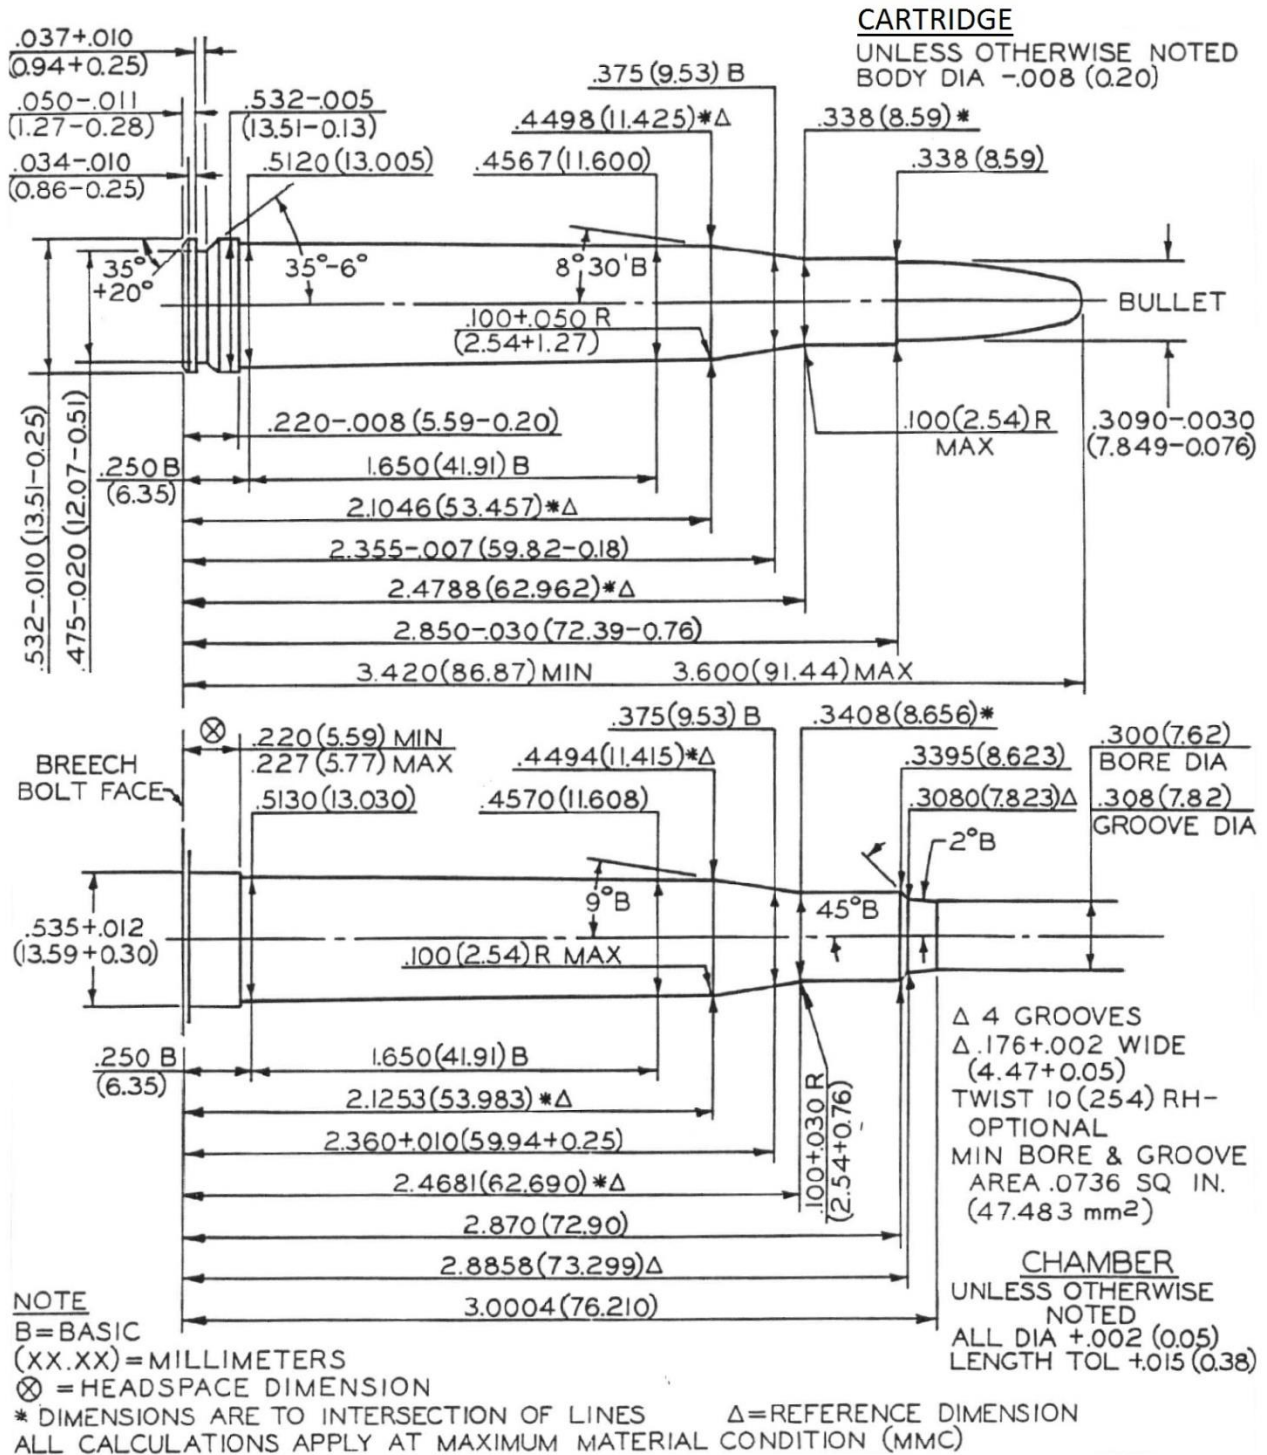 CARTRIDGE
UNLESS OTHERWISE NOTED
BODY DIA -.008 (0.20)
.037+.010
(0.94+0.25)
.050-.011
(1.27-0.28)
.034-.010
(0.86-0.25)
.532-.005
(13.51-0.13)
.5120 (13.005)
.375 (9.53) B
.4498 (11.425)*Δ
.4567 (11.600)
.338 (8.59)*
.338 (8.59)
35°
+20°
35°-6°
8°30'B
.100+.050 R
(2.54+1.27)
BULLET
.532-.010 (13.51-0.25)
.475-.020 (12.07-0.51)
.220-.008 (5.59-0.20)
.100(2.54) R
MAX
.3090-.0030
(7.849-0.076)
.250 B
(6.35)
1.650 (41.91) B
2.1046 (53.457)*Δ
2.355-.007 (59.82-0.18)
2.4788 (62.962)*Δ
2.850-.030 (72.39-0.76)
3.420 (86.87) MIN 3.600 (91.44) MAX
BREECH
BOLT FACE
⊗
.220 (5.59) MIN
.227 (5.77) MAX
.5130 (13.030)
.375 (9.53) B
.4494 (11.415)*Δ
.4570 (11.608)
.3408 (8.656)*
.3395 (8.623)
.3080 (7.823)Δ
.300 (7.62)
BORE DIA
.308 (7.82)
GROOVE DIA
2°B
9°B
45°B
.535+.012
(13.59+0.30)
.100 (2.54) R MAX
.250 B
(6.35)
1.650 (41.91) B
2.1253 (53.983) *Δ
2.360+.010 (59.94+0.25)
2.4681 (62.690) *Δ
.100+.030 R
(2.54+0.76)
2.870 (72.90)
2.8858 (73.299)Δ
3.0004 (76.210)
Δ 4 GROOVES
Δ .176+.002 WIDE
(4.47+0.05)
TWIST 10 (254) RH-
OPTIONAL
MIN BORE & GROOVE
AREA .0736 SQ IN.
(47.483 mm²)
CHAMBER
UNLESS OTHERWISE
NOTED
ALL DIA +.002 (0.05)
LENGTH TOL +.015 (0.38)
NOTE
B=BASIC
(XX.XX)=MILLIMETERS
⊗ =HEADSPACE DIMENSION
* DIMENSIONS ARE TO INTERSECTION OF LINES Δ=REFERENCE DIMENSION
ALL CALCULATIONS APPLY AT MAXIMUM MATERIAL CONDITION (MMC)